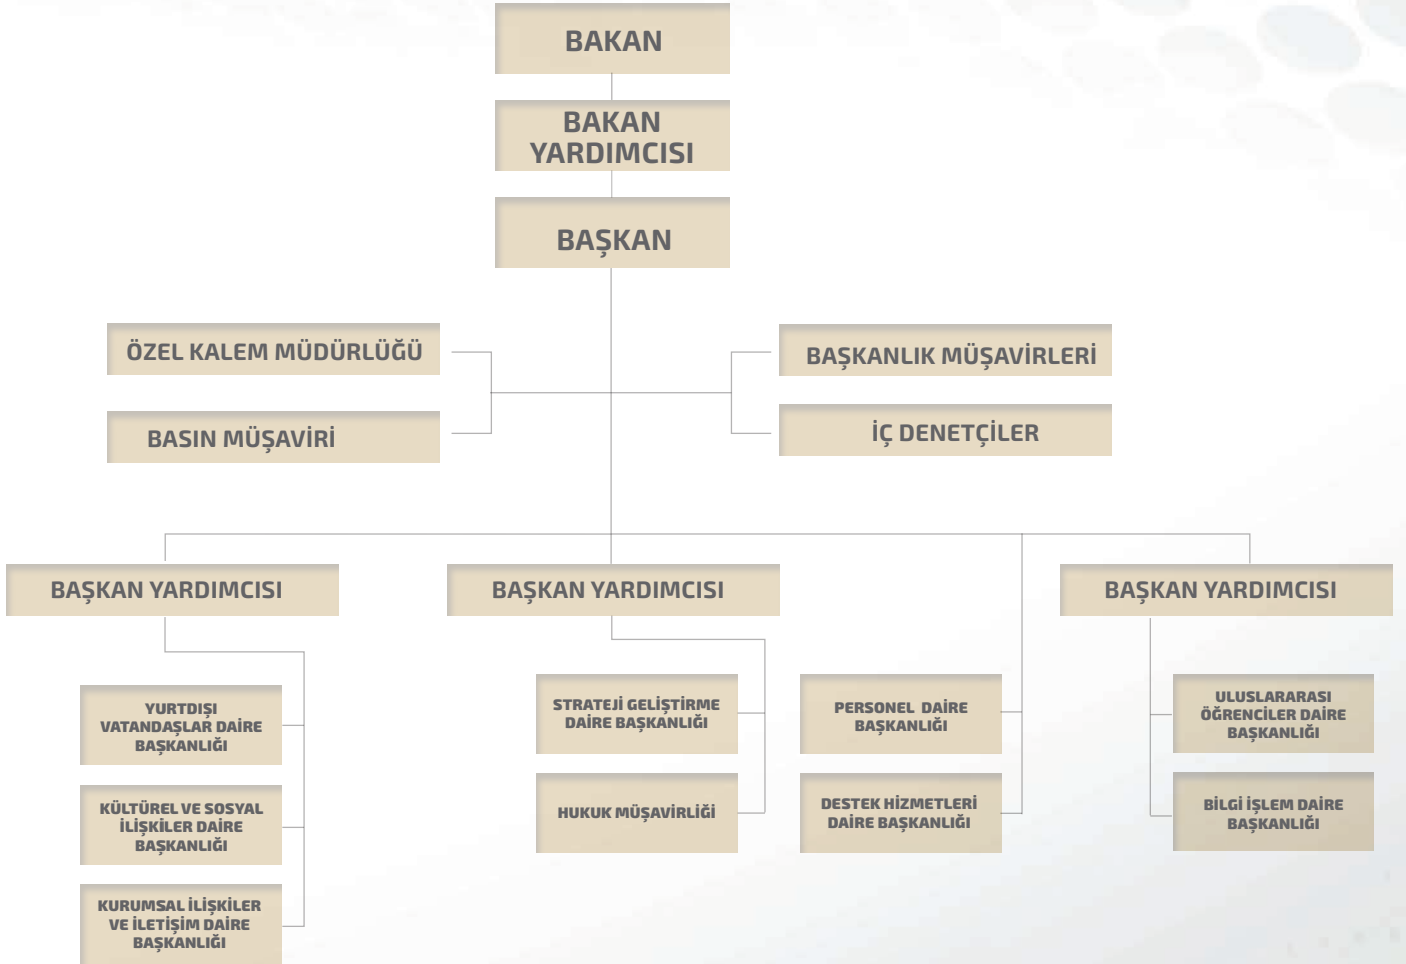 BAKAN
BAKAN
YARDIMCISI
BAŞKAN
ÖZEL KALEM MÜDÜRLÜĞÜ
BAŞKANLIK MÜŞAVİRLERİ
BASIN MÜŞAVİRİ
İÇ DENETÇİLER
BAŞKAN YARDIMCISI
BAŞKAN YARDIMCISI
BAŞKAN YARDIMCISI
YURTDIŞI
VATANDAŞLAR DAİRE
BAŞKANLIĞI
KÜLTÜREL VE SOSYAL
İLİŞKİLER DAİRE
BAŞKANLIĞI
KURUMSAL İLİŞKİLER
VE İLETİŞİM DAİRE
BAŞKANLIĞI
STRATEJİ GELİŞTİRME
DAİRE BAŞKANLIĞI
HUKUK MÜŞAVİRLİĞİ
PERSONEL DAİRE
BAŞKANLIĞI
DESTEK HİZMETLERİ
DAİRE BAŞKANLIĞI
ULUSLARARASI
ÖĞRENCİLER DAİRE
BAŞKANLIĞI
BİLGİ İŞLEM DAİRE
BAŞKANLIĞI